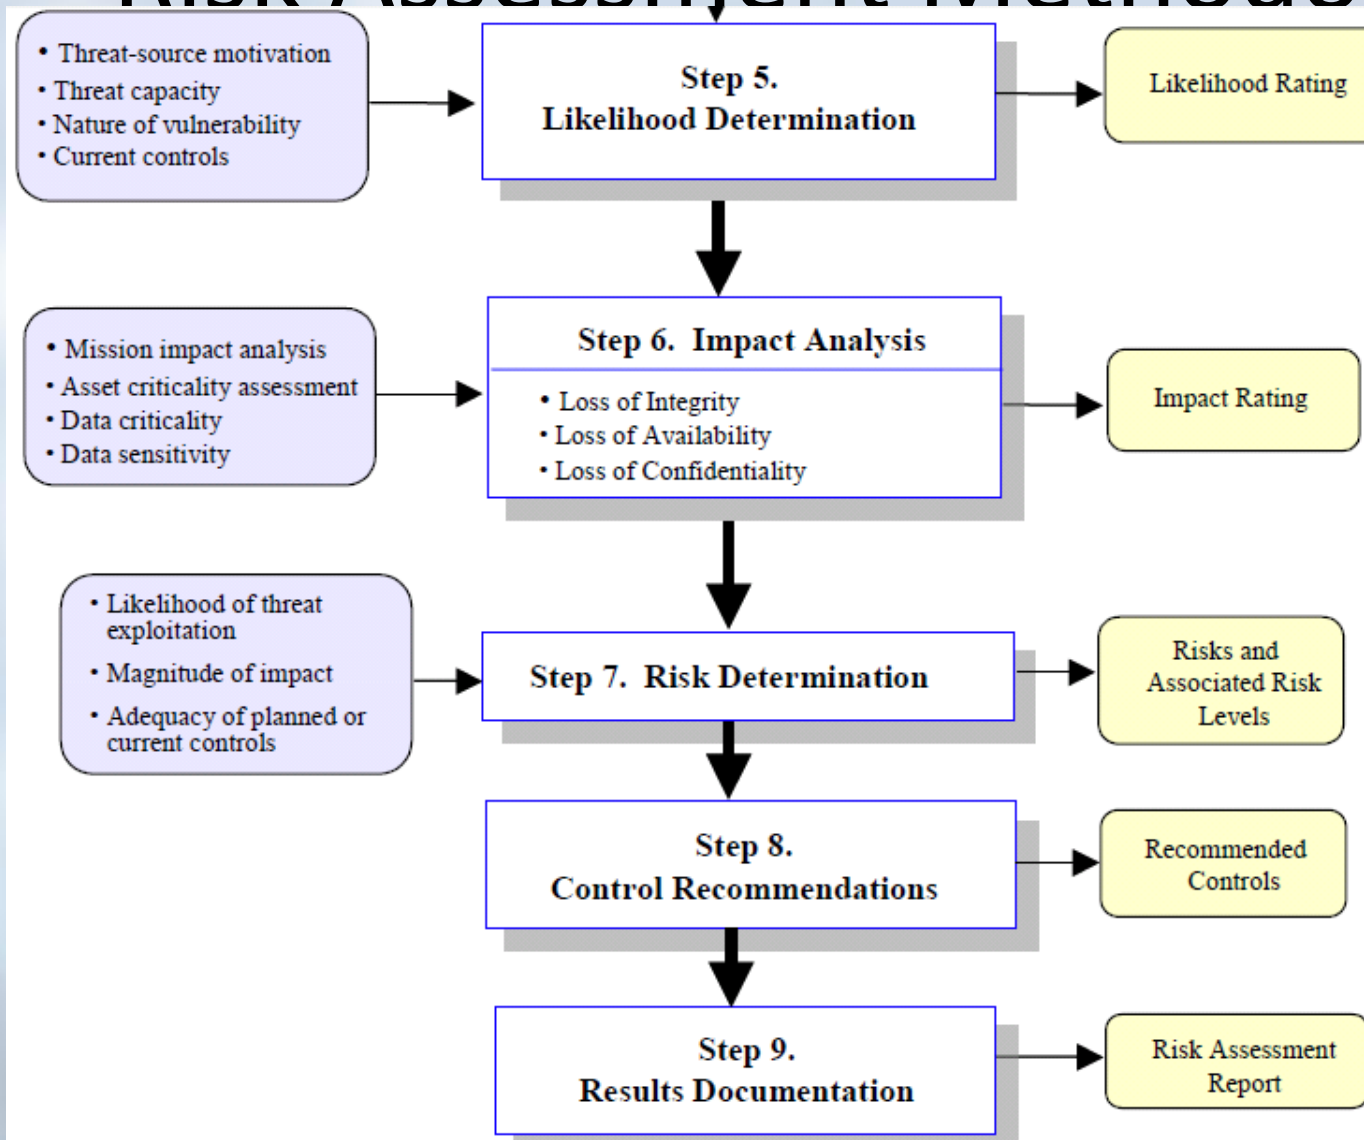 Risk Assessment Methodo
• Threat-source motivation
• Threat capacity
• Nature of vulnerability
• Current controls
Step 5.
Likelihood Determination
Likelihood Rating
• Mission impact analysis
• Asset criticality assessment
• Data criticality
• Data sensitivity
Step 6. Impact Analysis
• Loss of Integrity
• Loss of Availability
• Loss of Confidentiality
Impact Rating
• Likelihood of threat
exploitation
• Magnitude of impact
• Adequacy of planned or
current controls
Step 7. Risk Determination
Risks and
Associated Risk
Levels
Step 8.
Control Recommendations
Recommended
Controls
Step 9.
Results Documentation
Risk Assessment
Report